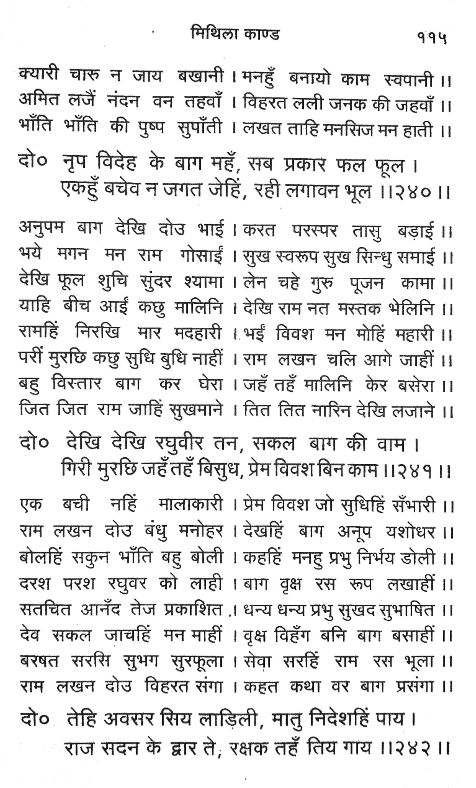 मिथिला काण्ड ११५
क्यारी चारु न जाय बखानी । मनहुँ बनायो काम स्वपानी ।।
अमित लजैं नंदन वन तहवाँ । विहरत लली जनक की जहवाँ ।।
भाँति भाँति की पुष्प सुपाँती । लखत ताहि मनसिज मन हाती ।।
दो० नृप विदेह के बाग महँ, सब प्रकार फल फूल ।
एकहुँ बचेव न जगत जेहिं, रही लगावन भूल ।।२४०।।
अनुपम बाग देखि दोउ भाई । करत परस्पर तासु बड़ाई ।।
भये मगन मन राम गोसाईं । सुख स्वरूप सुख सिन्धु समाई ।।
देखि फूल शुचि सुंदर श्यामा । लेन चहे गुरु पूजन कामा ।।
याहि बीच आईं कछु मालिनि । देखि राम नत मस्तक भेलिनि ।।
रामहिं निरखि मार मदहारी । भईं विवश मन मोहिं महारी ।।
परीं मुरछि कछु सुधि बुधि नाहीं । राम लखन चलि आगे जाहीं ।।
बहु विस्तार बाग कर घेरा । जहँ तहँ मालिनि केर बसेरा ।।
जित जित राम जाहिं सुखमाने । तित तित नारिन देखि लजाने ।।
दो० देखि देखि रघुवीर तन, सकल बाग की वाम ।
गिरी मुरछि जहँ तहँ बिसुध, प्रेम विवश बिन काम ।।२४१।।
एक बची नहिं मालाकारी । प्रेम विवश जो सुधिहिं सँभारी ।।
राम लखन दोउ बंधु मनोहर । देखहिं बाग अनूप यशोधर ।।
बोलहिं सकुन भाँति बहु बोली । कहहिं मनहु प्रभु निर्भय डोली ।।
दरश परश रघुवर को लाही । बाग वृक्ष रस रूप लखाहीं ।।
सतचित आनँद तेज प्रकाशित । धन्य धन्य प्रभु सुखद सुभाषित ।।
देव सकल जाचहिं मन माहीं । वृक्ष विहँग बनि बाग बसाहीं ।।
बरषत सरसि सुभग सुरफूला । सेवा सरहिं राम रस भूला ।।
राम लखन दोउ विहरत संगा । कहत कथा वर बाग प्रसंगा ।।
दो० तेहि अवसर सिय लाड़िली, मातु निदेशहिं पाय ।
राज सदन के द्वार ते, रक्षक तहँ तिय गाय ।।२४२।।